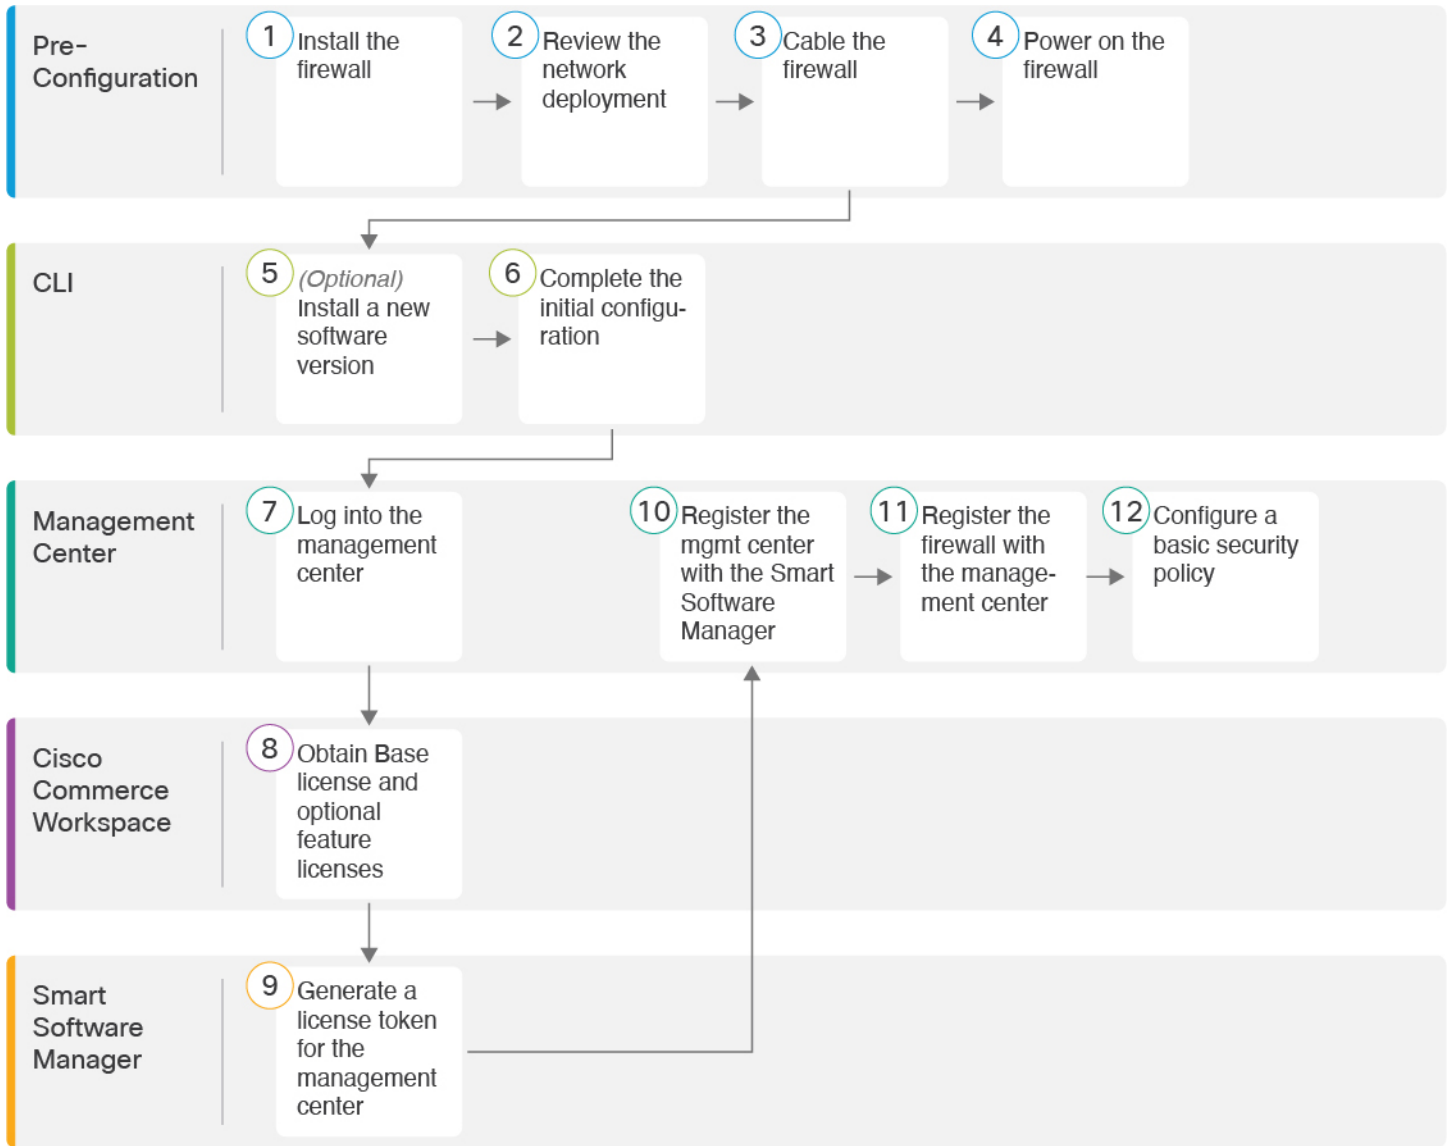 Pre-
Configuration
1
Install the
firewall
2
Review the
network
deployment
3
Cable the
firewall
4
Power on the
firewall
CLI
5
(Optional)
Install a new
software
version
6
Complete the
initial configu-
ration
Management
Center
7
Log into the
management
center
10
Register the
mgmt center
with the Smart
Software
Manager
11
Register the
firewall with
the manage-
ment center
12
Configure a
basic security
policy
Cisco
Commerce
Workspace
8
Obtain Base
license and
optional
feature
licenses
Smart
Software
Manager
9
Generate a
license token
for the
management
center